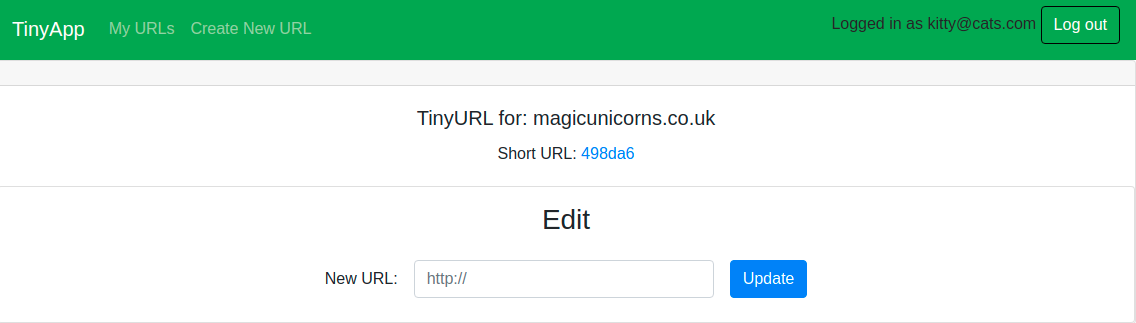 TinyApp My URLs Create New URL Logged in as kitty@cats.com Log out
TinyURL for: magicunicorns.co.uk
Short URL: 498da6
Edit
New URL: http:// Update